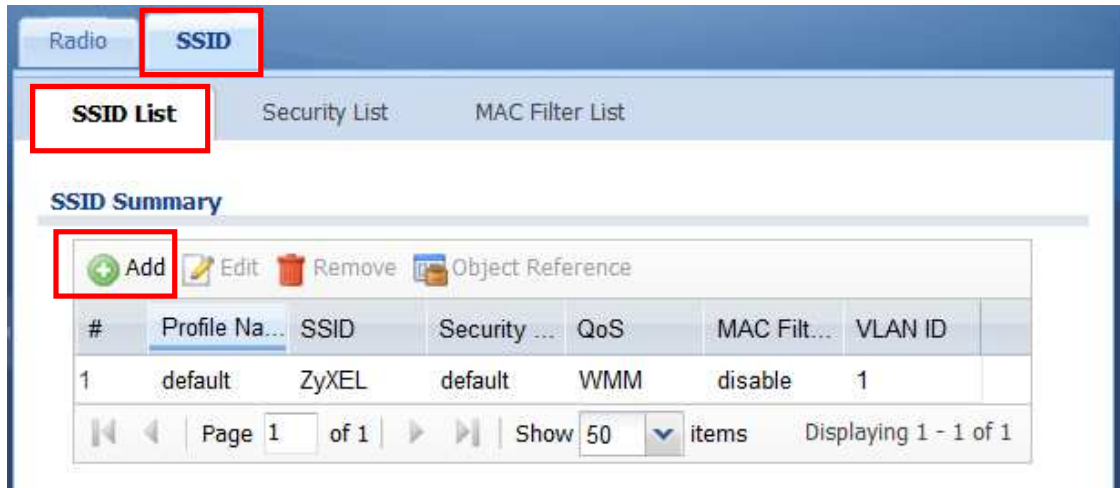 Radio SSID
SSID List Security List MAC Filter List
SSID Summary
Add Edit Remove Object Reference
# Profile Na... SSID Security ... QoS MAC Filt... VLAN ID
1 default ZyXEL default WMM disable 1
Page 1 of 1 Show 50 items Displaying 1 - 1 of 1